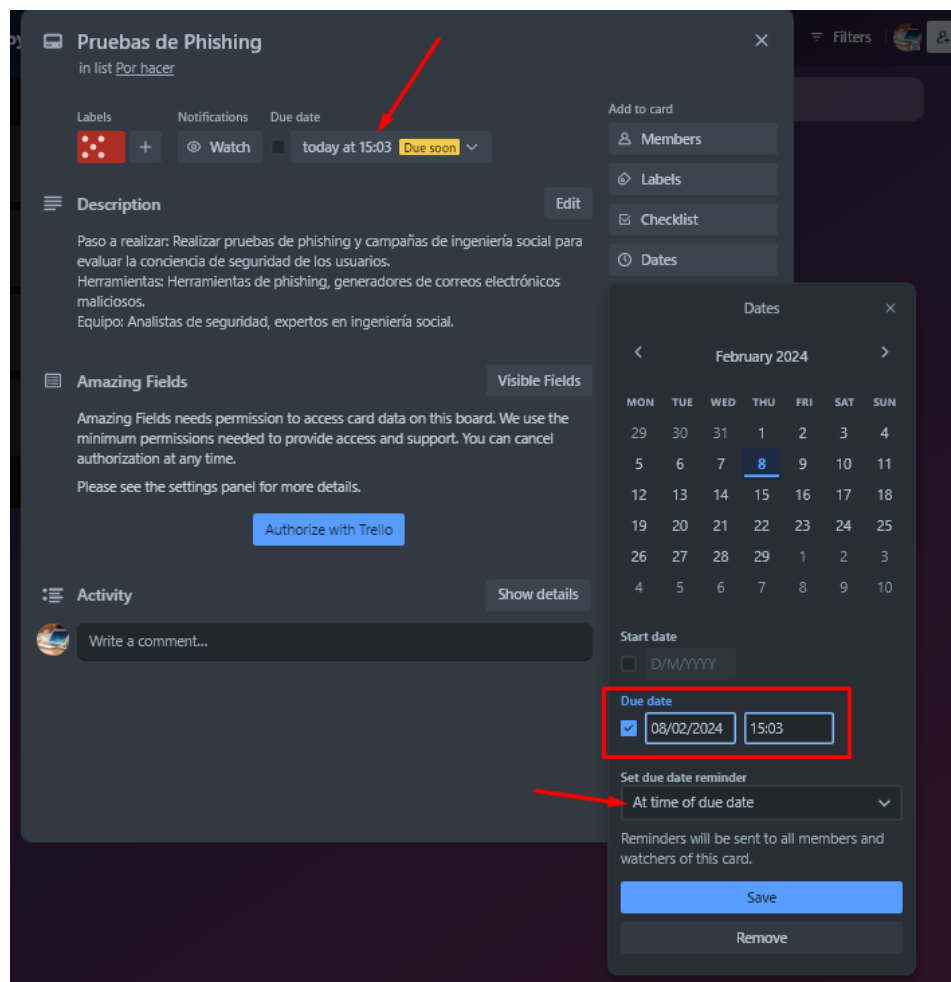 Pruebas de Phishing
in list Por hacer
Filters
Labels
Notifications
Due date
Watch
today at 15:03 Due soon
Description
Edit
Paso a realizar: Realizar pruebas de phishing y campañas de ingeniería social para
evaluar la conciencia de seguridad de los usuarios.
Herramientas: Herramientas de phishing, generadores de correos electrónicos
maliciosos.
Equipo: Analistas de seguridad, expertos en ingeniería social.
Amazing Fields
Visible Fields
Amazing Fields needs permission to access card data on this board. We use the
minimum permissions needed to provide access and support. You can cancel
authorization at any time.
Please see the settings panel for more details.
Authorize with Trello
Activity
Show details
Write a comment...
Add to card
Members
Labels
Checklist
Dates
Dates
February 2024
MON TUE WED THU FRI SAT SUN
29 30 31 1 2 3 4
5 6 7 8 9 10 11
12 13 14 15 16 17 18
19 20 21 22 23 24 25
26 27 28 29 1 2 3
4 5 6 7 8 9 10
Start date
D/M/YYYY
Due date
08/02/2024 15:03
Set due date reminder
At time of due date
Reminders will be sent to all members and
watchers of this card.
Save
Remove